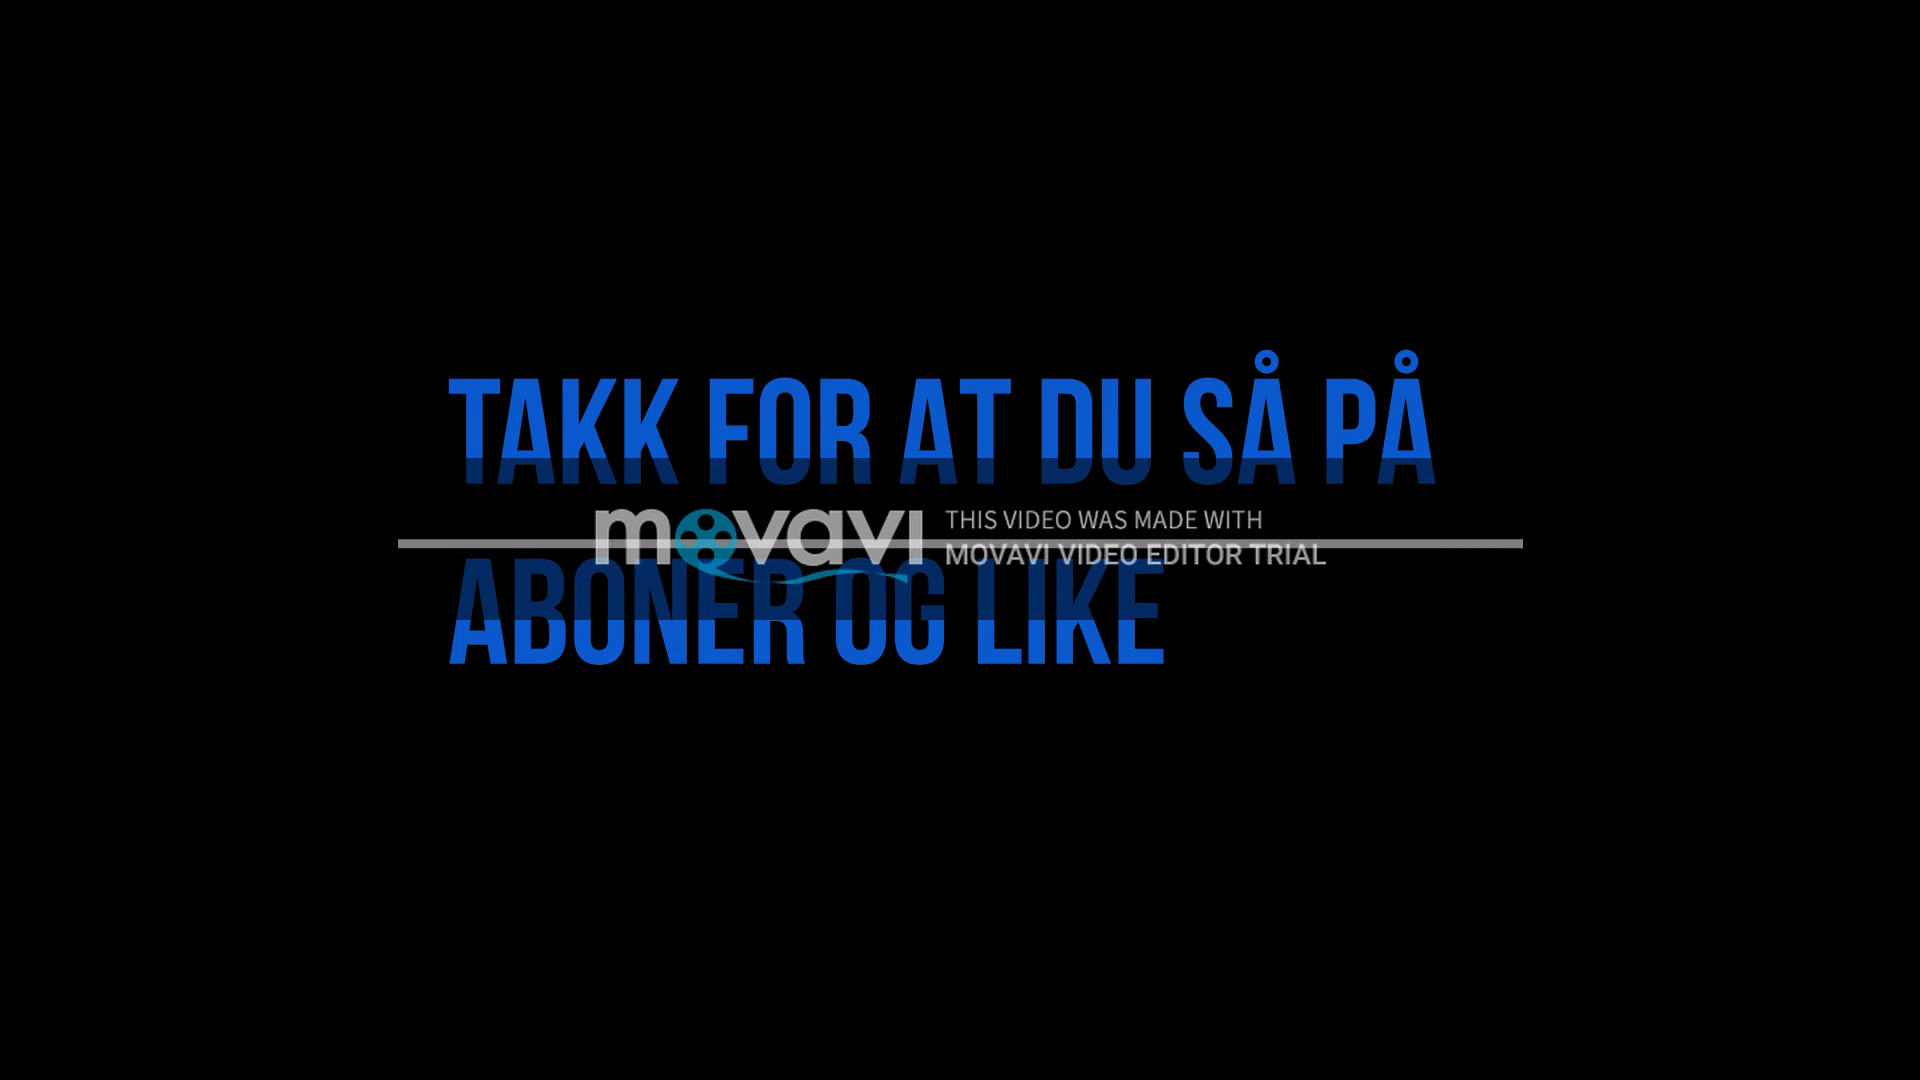 TAKK FOR AT DU SÅ PÅ
movavi
THIS VIDEO WAS MADE WITH
MOVAVI VIDEO EDITOR TRIAL
ABONER OG LIKE